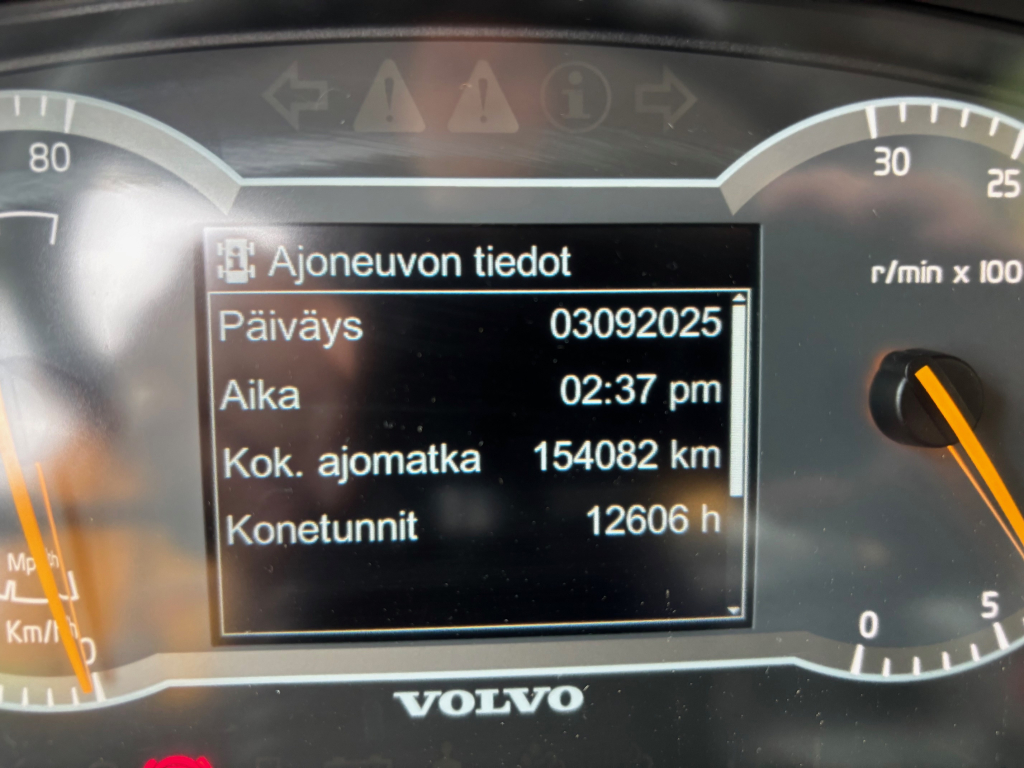 80
30
25
Ajoneuvon tiedot
r/min x 100
Päiväys 03092025
Aika 02:37 pm
Kok. ajomatka 154082 km
Konetunnit 12606 h
5
0
0
VOLVO